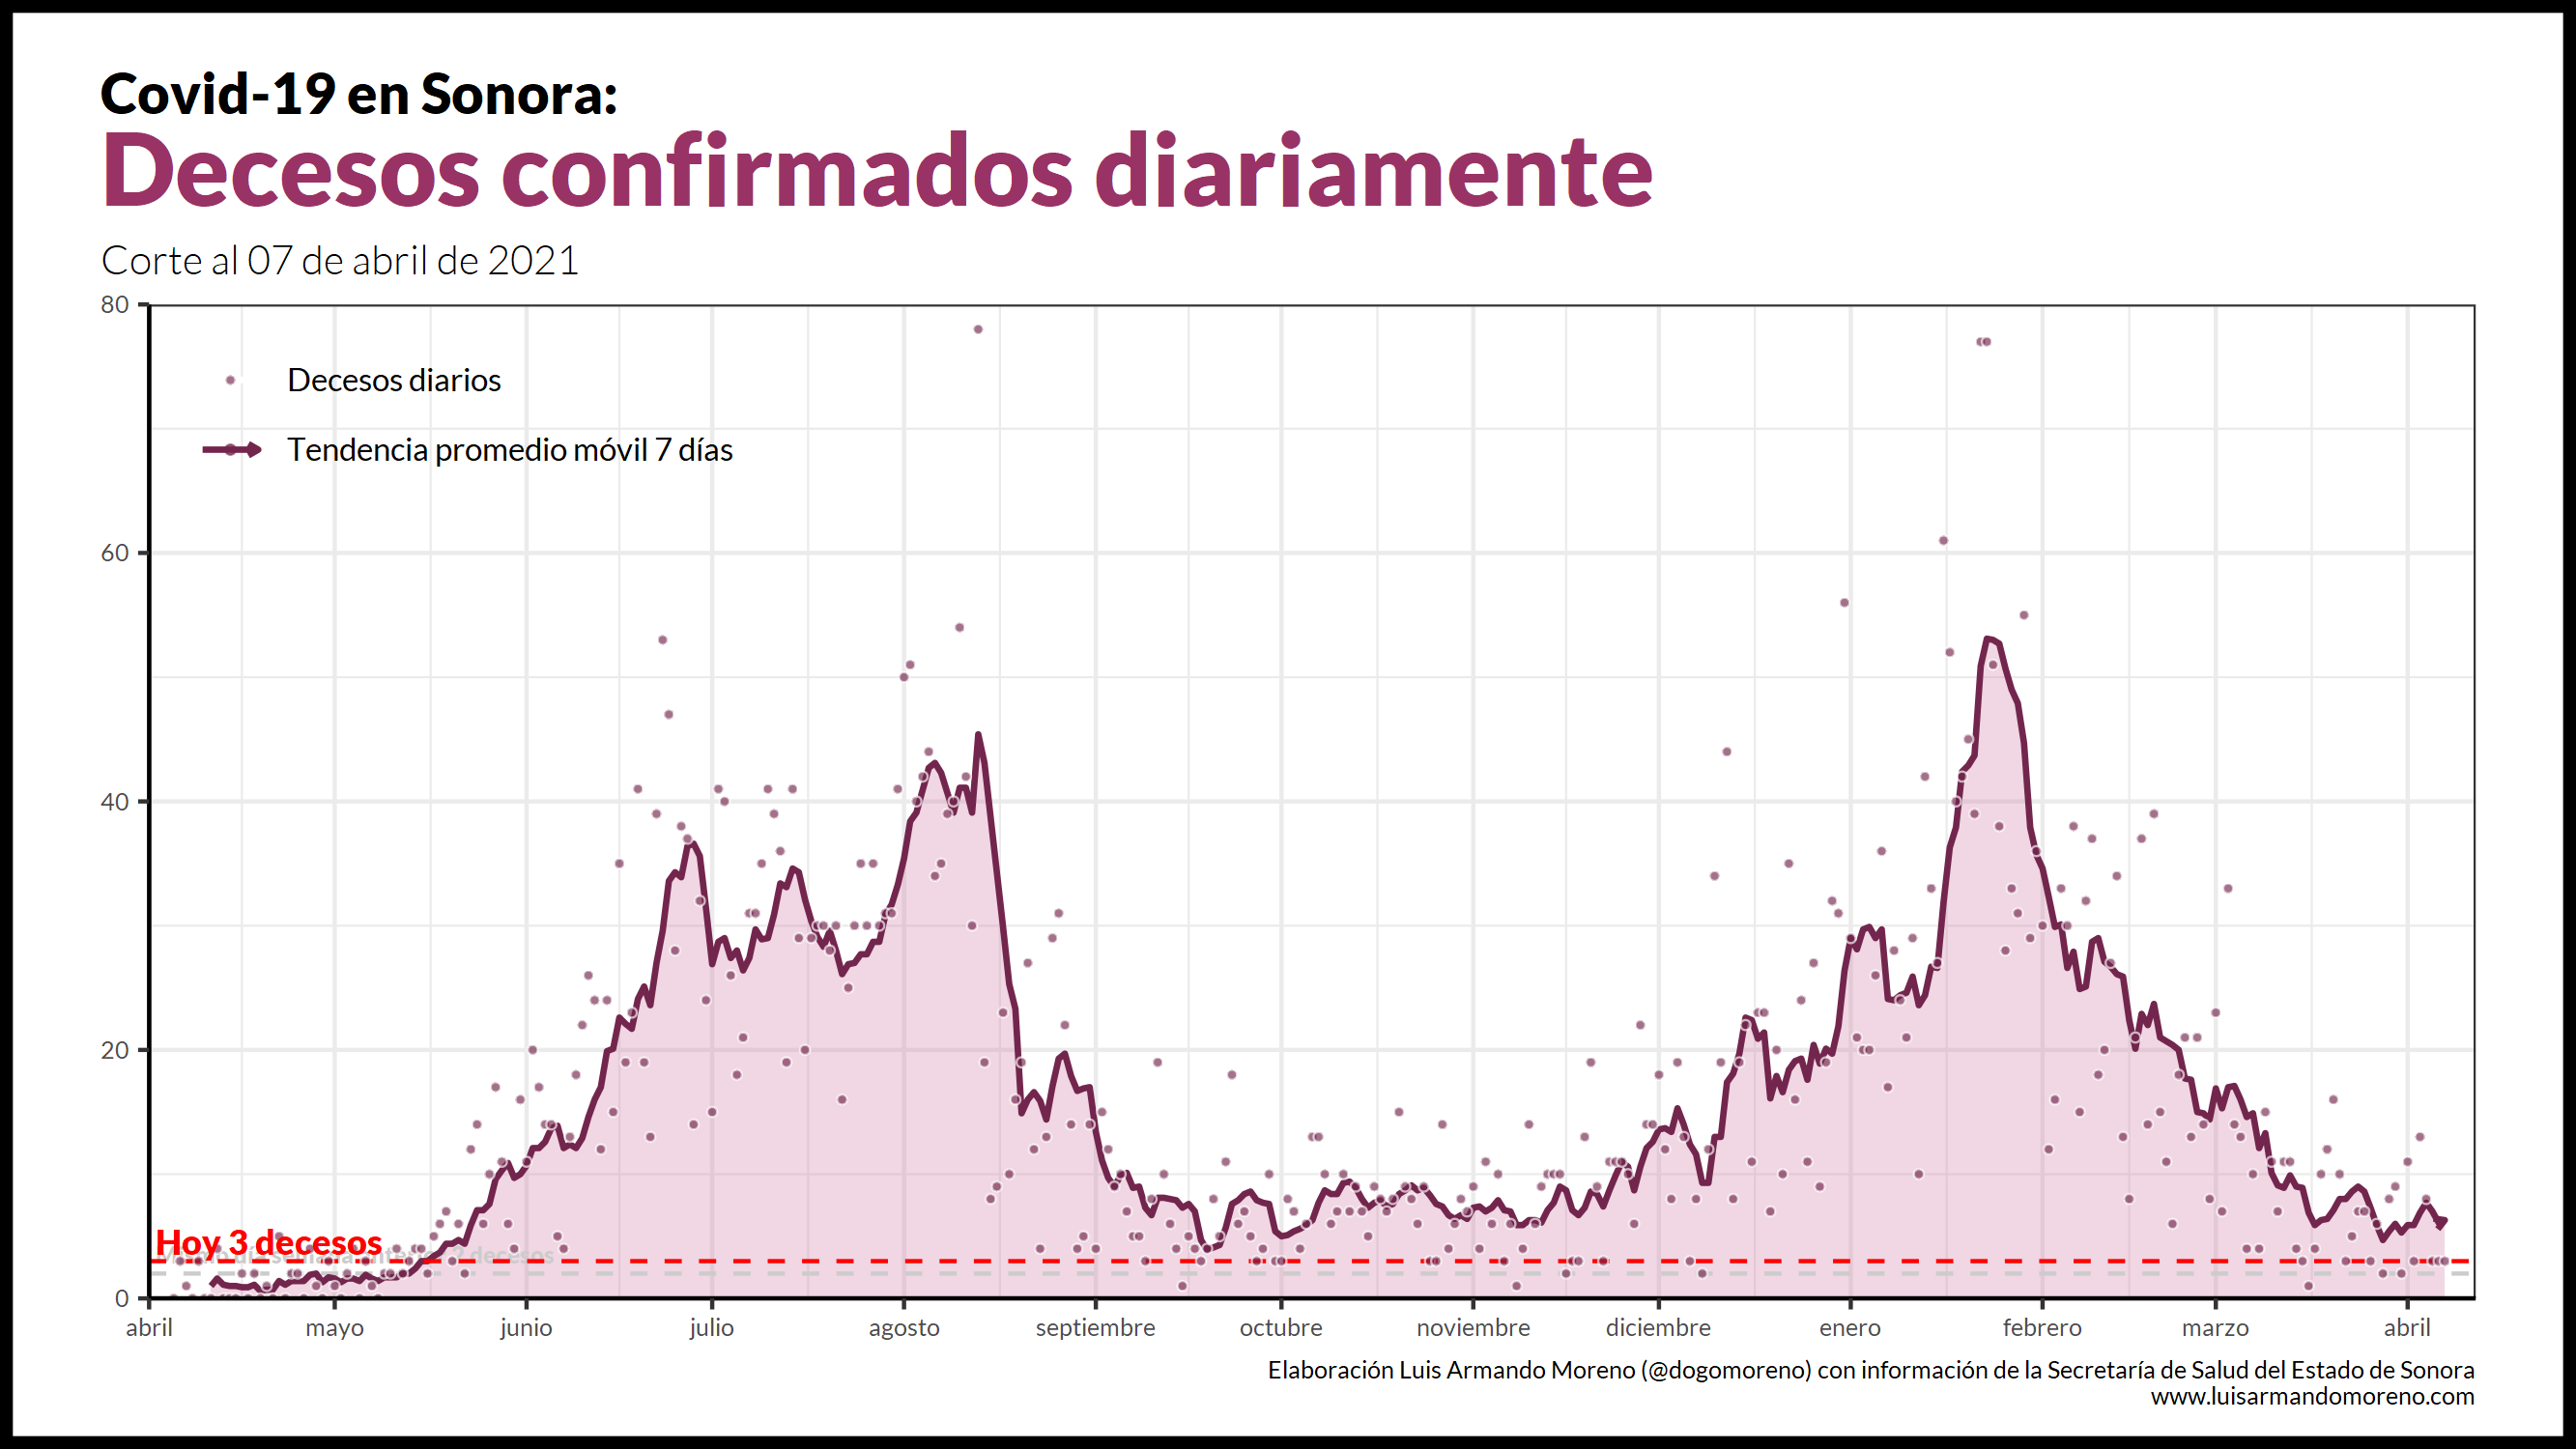 Covid-19 en Sonora:
Decesos confirmados diariamente
Corte al 07 de abril de 2021
80
Decesos diarios
Tendencia promedio móvil 7 días
60
40
20
Hoy 3 decesos
2 decesos
0
abril mayo junio julio agosto septiembre octubre noviembre diciembre enero febrero marzo abril
Elaboración Luis Armando Moreno (@dogomoreno) con información de la Secretaría de Salud del Estado de Sonora
www.luisarmandomoreno.com